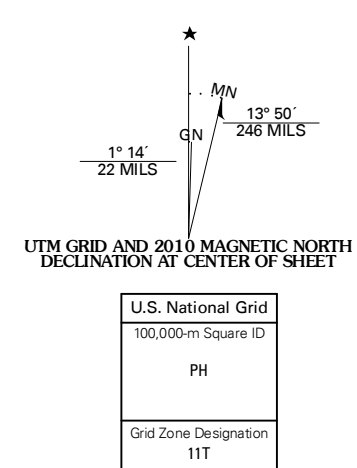 ★
MN
13° 50´
246 MILS
GN
1° 14´
22 MILS
UTM GRID AND 2010 MAGNETIC NORTH
DECLINATION AT CENTER OF SHEET
U.S. National Grid
100,000-m Square ID
PH
Grid Zone Designation
11T